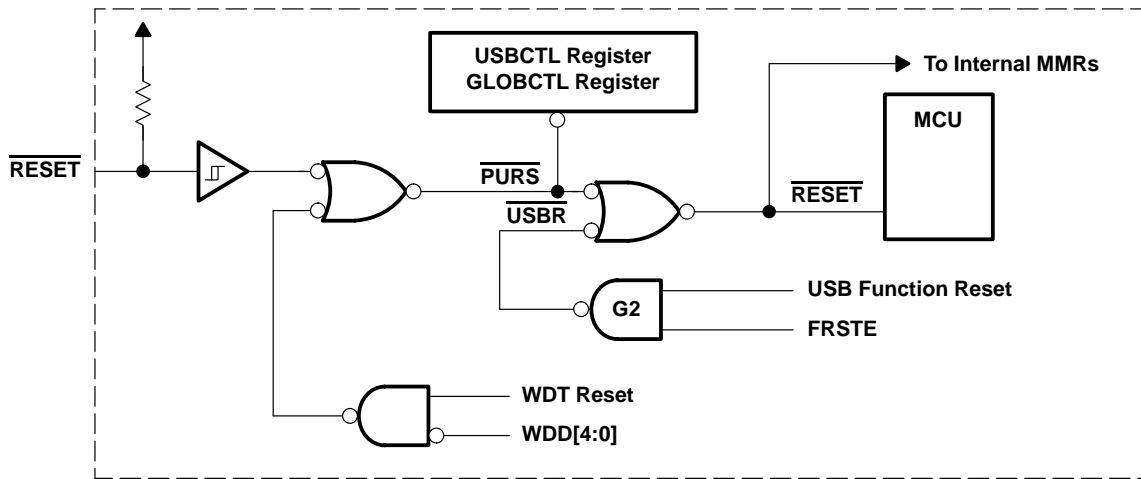 USBCTL Register
GLOBCTL Register
To Internal MMRs
MCU
RESET
PURS
USBR
RESET
G2
USB Function Reset
FRSTE
WDT Reset
WDD[4:0]